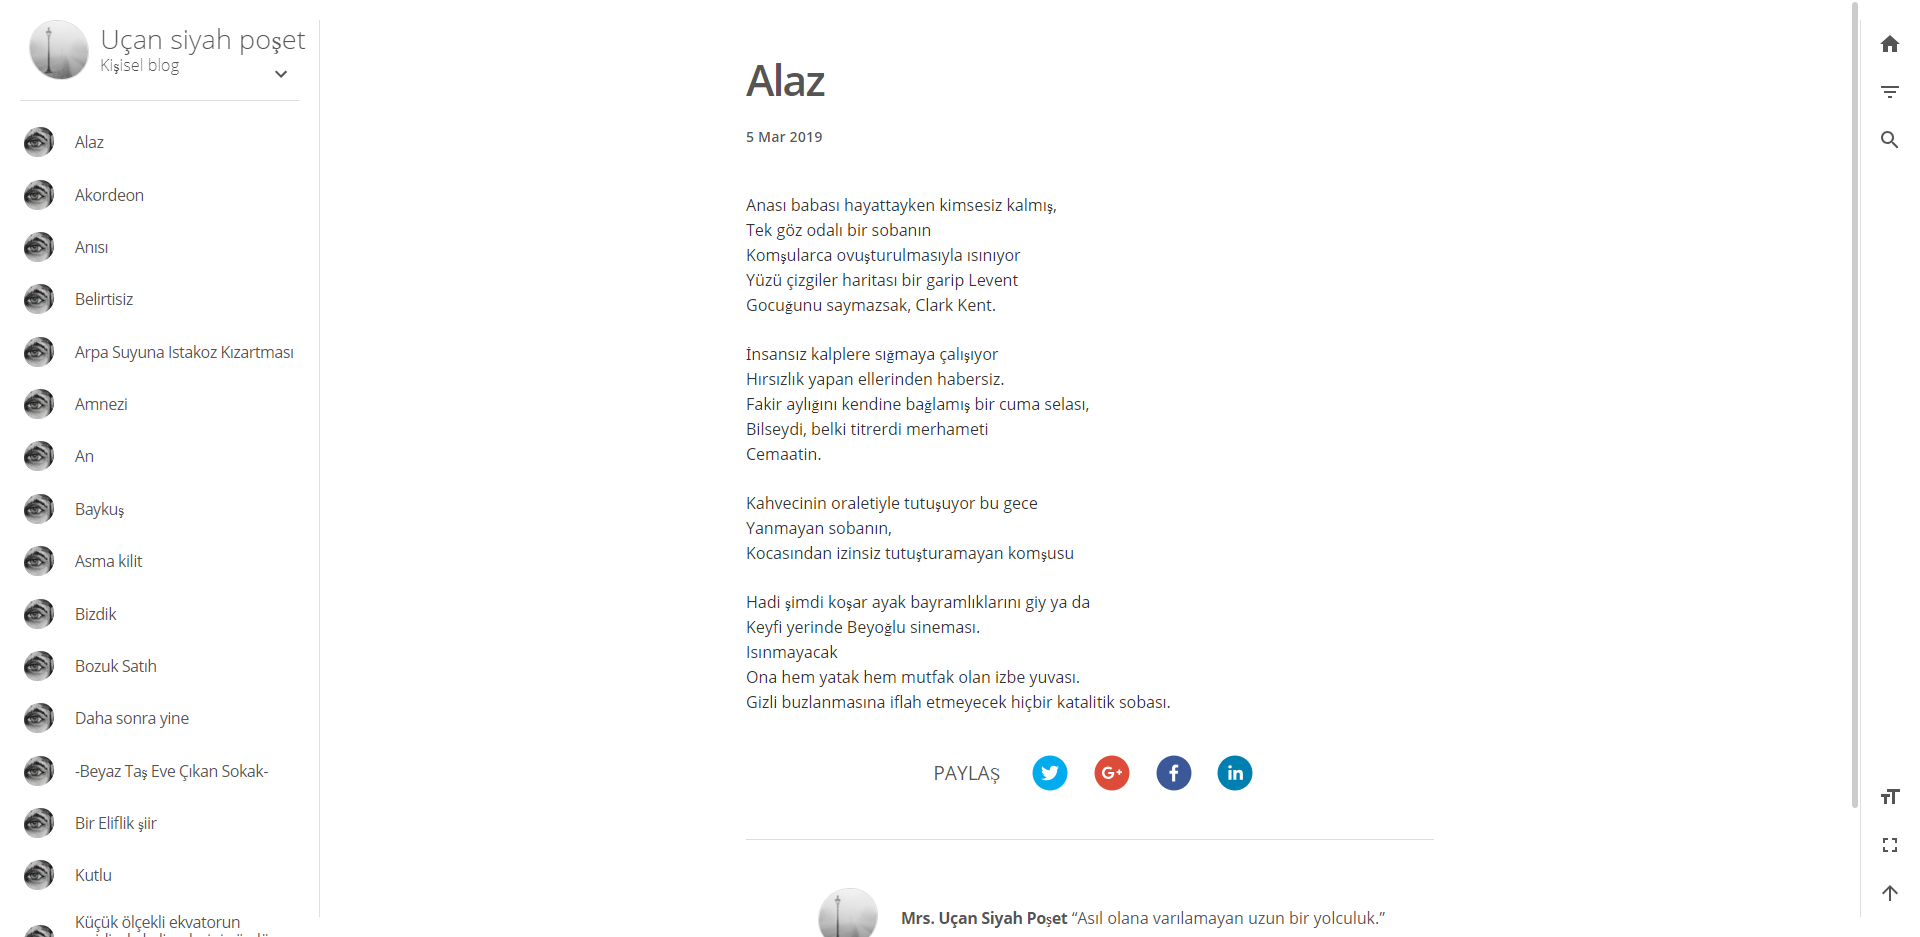 Uçan siyah poşet
Kişisel blog
Alaz
Akordeon
Anısı
Belirtisiz
Arpa Suyuna Istakoz Kızartması
Amnezi
An
Baykuş
Asma kilit
Bizdik
Bozuk Satıh
Daha sonra yine
-Beyaz Taş Eve Çıkan Sokak-
Bir Eliflik şiir
Kutlu
Küçük ölçekli ekvatorun
Alaz
5 Mar 2019
Anası babası hayattayken kimsesiz kalmış,
Tek göz odalı bir sobanın
Komşularca ovuşturulmasıyla ısınıyor
Yüzü çizgiler haritası bir garip Levent
Gocuğunu saymazsak, Clark Kent.
İnsansız kalplere sığmaya çalışıyor
Hırsızlık yapan ellerinden habersiz.
Fakir aylığını kendine bağlamış bir cuma selası,
Bilseydi, belki titrerdi merhameti
Cemaatin.
Kahvecinin oraletiyle tutuşuyor bu gece
Yanmayan sobanın,
Kocasından izinsiz tutuşturamayan komşusu
Hadi şimdi koşar ayak bayramlıklarını giy ya da
Keyfi yerinde Beyoğlu sineması.
Isınmayacak
Ona hem yatak hem mutfak olan izbe yuvası.
Gizli buzlanmasına iflah etmeyecek hiçbir katalitik sobası.
PAYLAŞ
G+
f
in
Mrs. Uçan Siyah Poşet “Asıl olana varılamayan uzun bir yolculuk.”